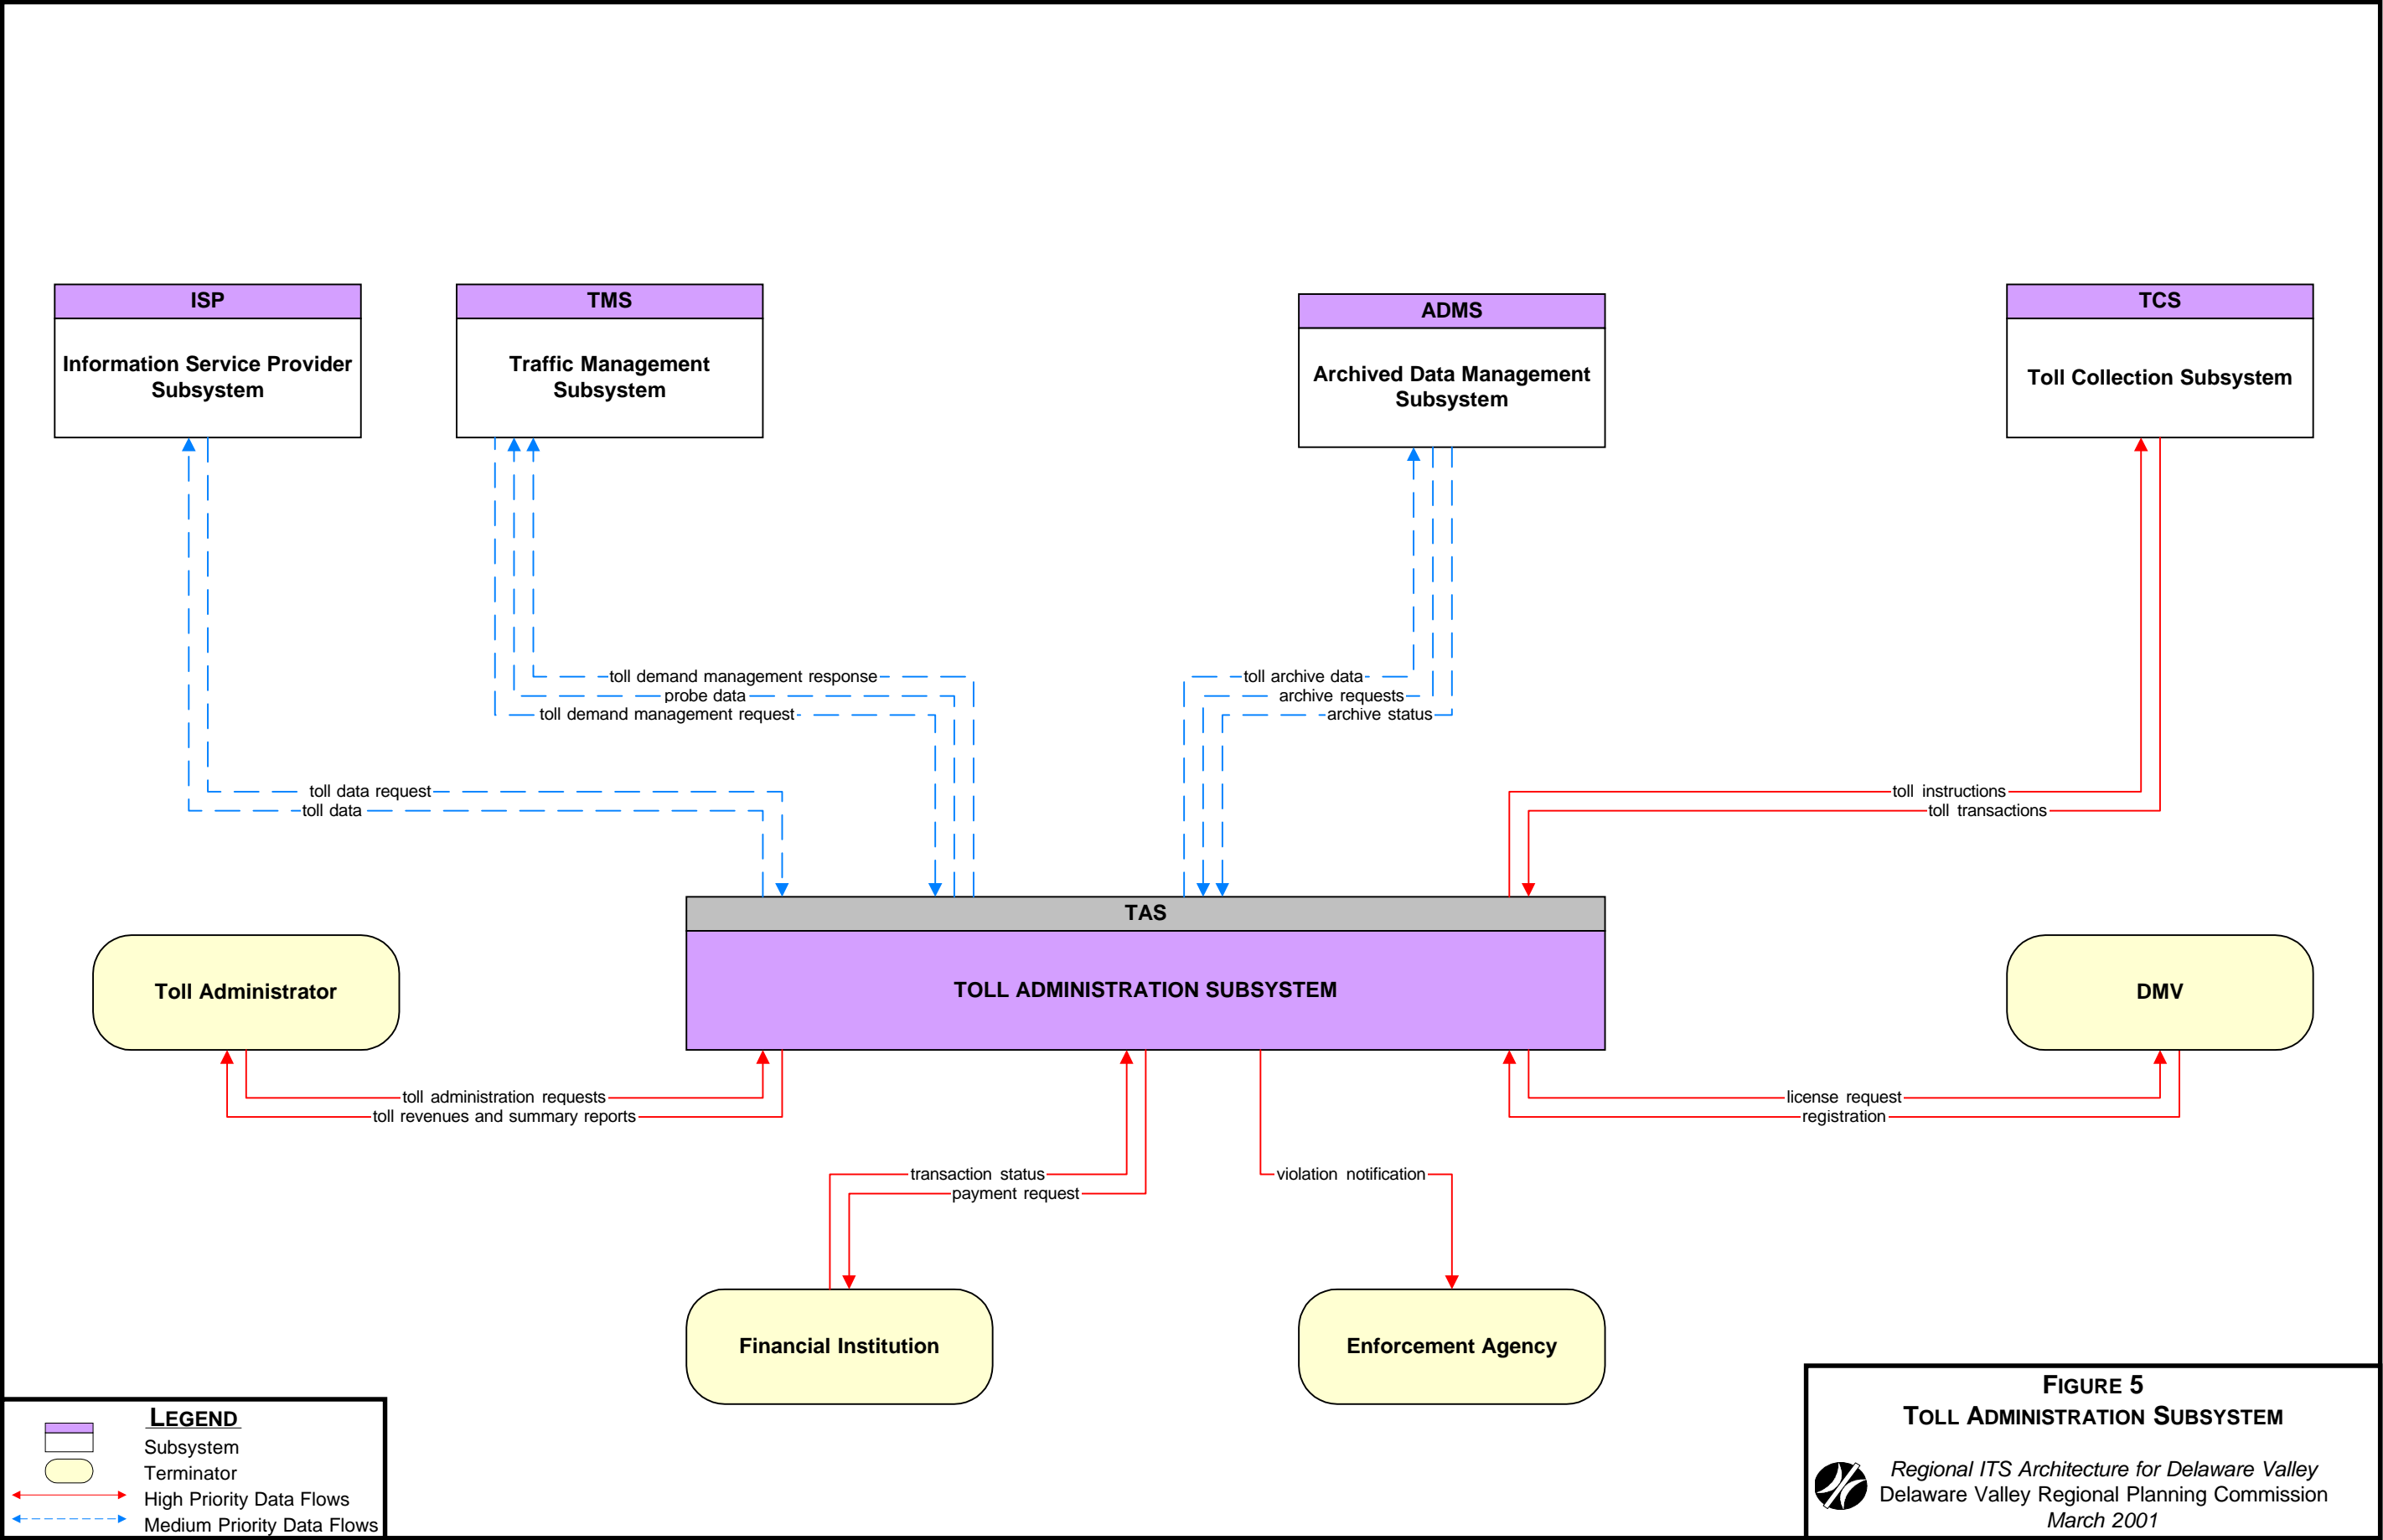 ISP
Information Service Provider
Subsystem
TMS
Traffic Management
Subsystem
ADMS
Archived Data Management
Subsystem
TCS
Toll Collection Subsystem
toll demand management response
probe data
toll demand management request
toll archive data
archive requests
archive status
toll data request
toll data
toll instructions
toll transactions
TAS
TOLL ADMINISTRATION SUBSYSTEM
Toll Administrator
DMV
toll administration requests
toll revenues and summary reports
license request
registration
transaction status
payment request
violation notification
Financial Institution
Enforcement Agency
LEGEND
Subsystem
Terminator
High Priority Data Flows
Medium Priority Data Flows
FIGURE 5
TOLL ADMINISTRATION SUBSYSTEM
Regional ITS Architecture for Delaware Valley
Delaware Valley Regional Planning Commission
March 2001